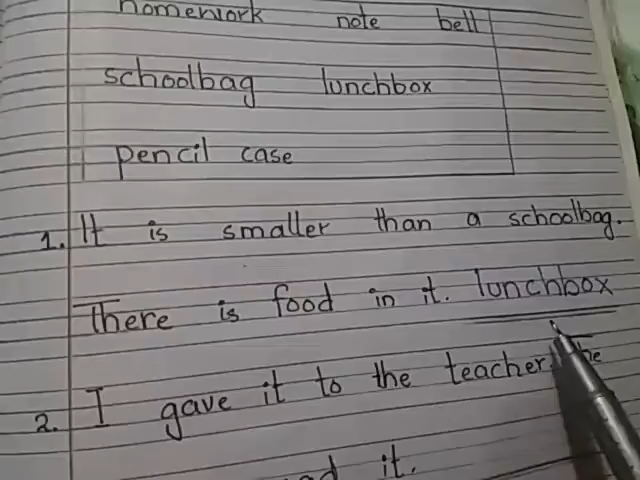 homework note bell
schoolbag lunchbox
pencil case
1. It is smaller than a schoolbag.
There is food in it. lunchbox
2. I gave it to the teacher. The
it.